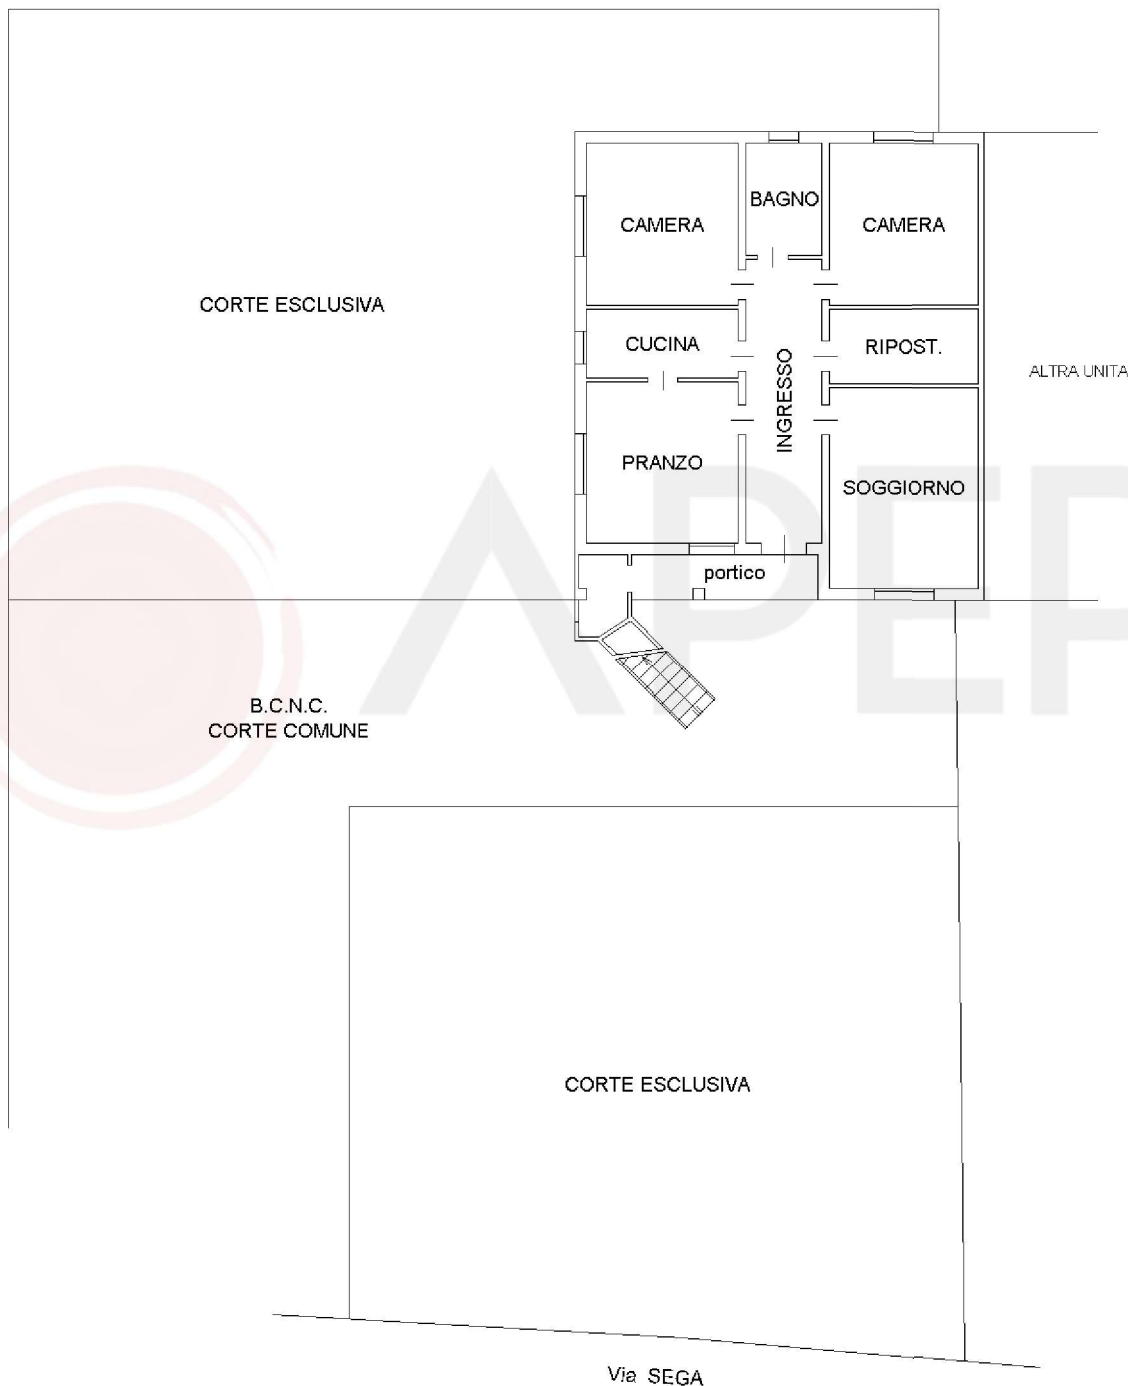 BAGNO
CAMERA
CAMERA
CORTE ESCLUSIVA
CUCINA
RIPOST.
INGRESSO
ALTRA UNITA
PRANZO
SOGGIORNO
portico
B.C.N.C.
CORTE COMUNE
CORTE ESCLUSIVA
Via SEGA